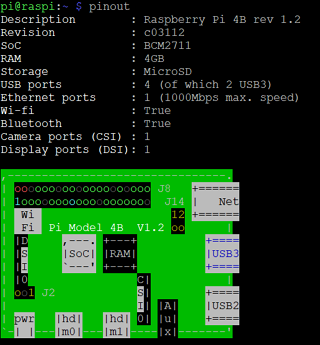 pi@raspi:~ $ pinout
Description : Raspberry Pi 4B rev 1.2
Revision : c03112
SoC : BCM2711
RAM : 4GB
Storage : MicroSD
USB ports : 4 (of which 2 USB3)
Ethernet ports : 1 (1000Mbps max. speed)
Wi-fi : True
Bluetooth : True
Camera ports (CSI) : 1
Display ports (DSI): 1
,--------------------------------.
| oooooooooooooooooooo J8   +======
| 1ooooooooooooooooooo J14  |   Net
| Wi                   12   +======
| Fi  Pi Model 4B  V1.2 oo      |
| |D     ,---. +---+        +====
| |S     |SoC| |RAM|        |USB3
| |I     `---' +---+        +====
| |0                C|          |
| oo1 J2            S|      +====
|                   I| |A|  |USB2
| pwr   |hd|   |hd| 0| |u|  +====
`-| |---|m0|---|m1|----|x|-------'